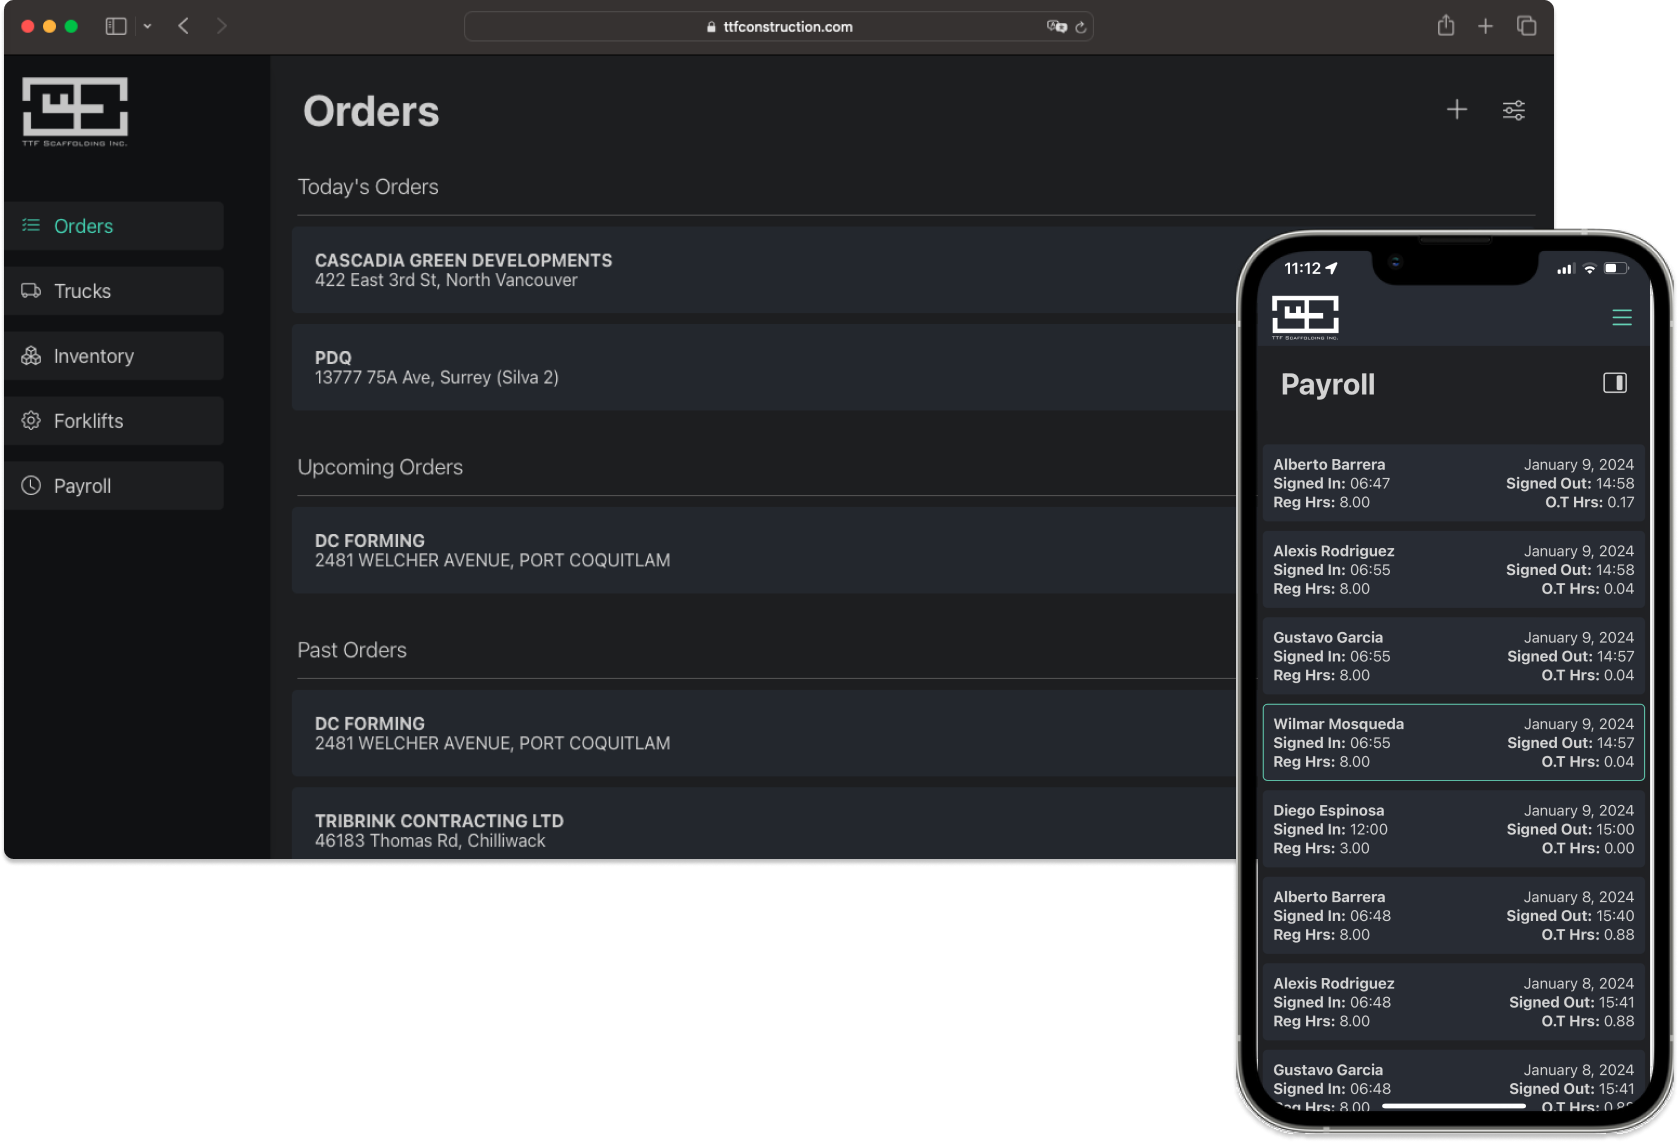 ttfconstruction.com
TTF SCAFFOLDING INC.
Orders
Trucks
Inventory
Forklifts
Payroll
Orders
Today's Orders
CASCADIA GREEN DEVELOPMENTS
422 East 3rd St, North Vancouver
PDQ
13777 75A Ave, Surrey (Silva 2)
Upcoming Orders
DC FORMING
2481 WELCHER AVENUE, PORT COQUITLAM
Past Orders
DC FORMING
2481 WELCHER AVENUE, PORT COQUITLAM
TRIBRINK CONTRACTING LTD
46183 Thomas Rd, Chilliwack
11:12
TTF SCAFFOLDING INC.
Payroll
Alberto Barrera January 9, 2024
Signed In: 06:47 Signed Out: 14:58
Reg Hrs: 8.00 O.T Hrs: 0.17
Alexis Rodriguez January 9, 2024
Signed In: 06:55 Signed Out: 14:58
Reg Hrs: 8.00 O.T Hrs: 0.04
Gustavo Garcia January 9, 2024
Signed In: 06:55 Signed Out: 14:57
Reg Hrs: 8.00 O.T Hrs: 0.04
Wilmar Mosqueda January 9, 2024
Signed In: 06:55 Signed Out: 14:57
Reg Hrs: 8.00 O.T Hrs: 0.04
Diego Espinosa January 9, 2024
Signed In: 12:00 Signed Out: 15:00
Reg Hrs: 3.00 O.T Hrs: 0.00
Alberto Barrera January 8, 2024
Signed In: 06:48 Signed Out: 15:40
Reg Hrs: 8.00 O.T Hrs: 0.88
Alexis Rodriguez January 8, 2024
Signed In: 06:48 Signed Out: 15:41
Reg Hrs: 8.00 O.T Hrs: 0.88
Gustavo Garcia January 8, 2024
Signed In: 06:48 Signed Out: 15:41
Reg Hrs: 8.00 O.T Hrs: